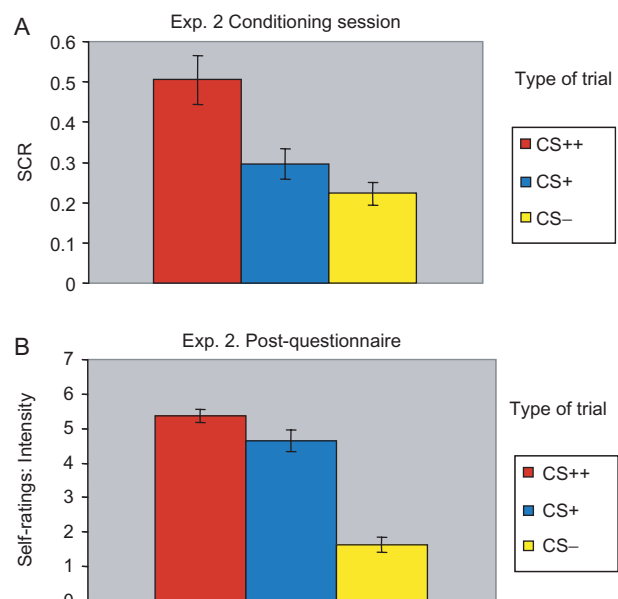 A
Exp. 2 Conditioning session
0.6
0.5
0.4
0.3
0.2
0.1
0
SCR
Type of trial
CS++
CS+
CS–
B
Exp. 2. Post-questionnaire
7
6
5
4
3
2
1
0
Self-ratings: Intensity
Type of trial
CS++
CS+
CS–